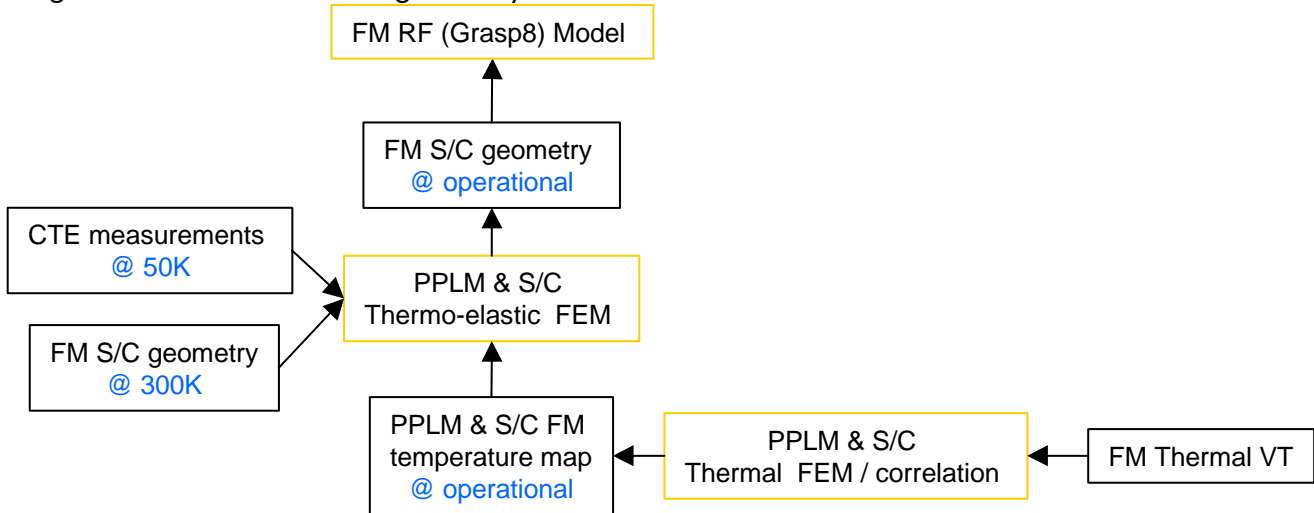 FM RF (Grasp8) Model
FM S/C geometry
@ operational
CTE measurements
@ 50K
PPLM & S/C
Thermo-elastic FEM
FM S/C geometry
@ 300K
PPLM & S/C FM
temperature map
@ operational
PPLM & S/C
Thermal FEM / correlation
FM Thermal VT